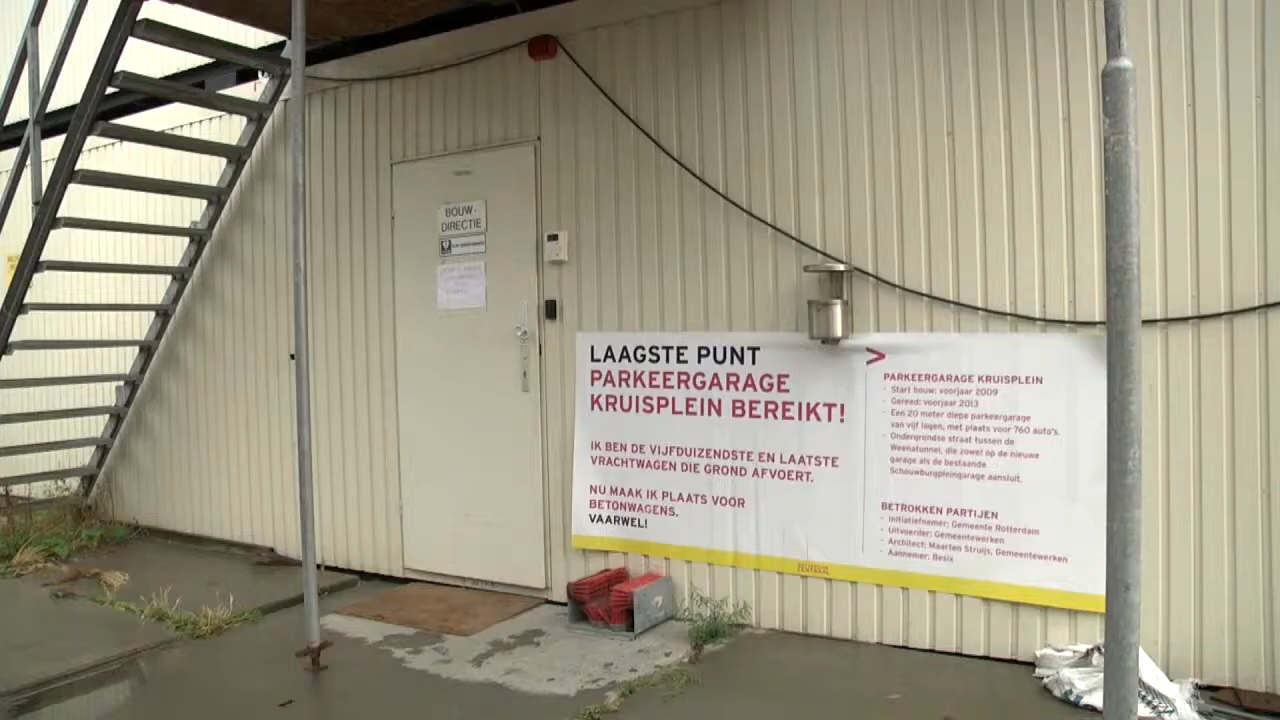 BOUW-
DIRECTIE
LAAGSTE PUNT
PARKEERGARAGE
KRUISPLEIN BEREIKT!
IK BEN DE VIJFDUIZENDSTE EN LAATSTE
VRACHTWAGEN DIE GROND AFVOERT.
NU MAAK IK PLAATS VOOR
BETONWAGENS.
VAARWEL!
>
PARKEERGARAGE KRUISPLEIN
- Start bouw: voorjaar 2009
- Gereed: voorjaar 2013
- Een 20 meter diepe parkeergarage
van vijf lagen, met plaats voor 760 auto's.
- Ondergrondse straat tussen de
Weenatunnel, die zowel op de nieuwe
garage als de bestaande
Schouwburgpleingarage aansluit.
BETROKKEN PARTIJEN
- Initiatiefnemer: Gemeente Rotterdam
- Uitvoerder: Gemeentewerken
- Architect: Maarten Struijs, Gemeentewerken
- Aannemer: Besix